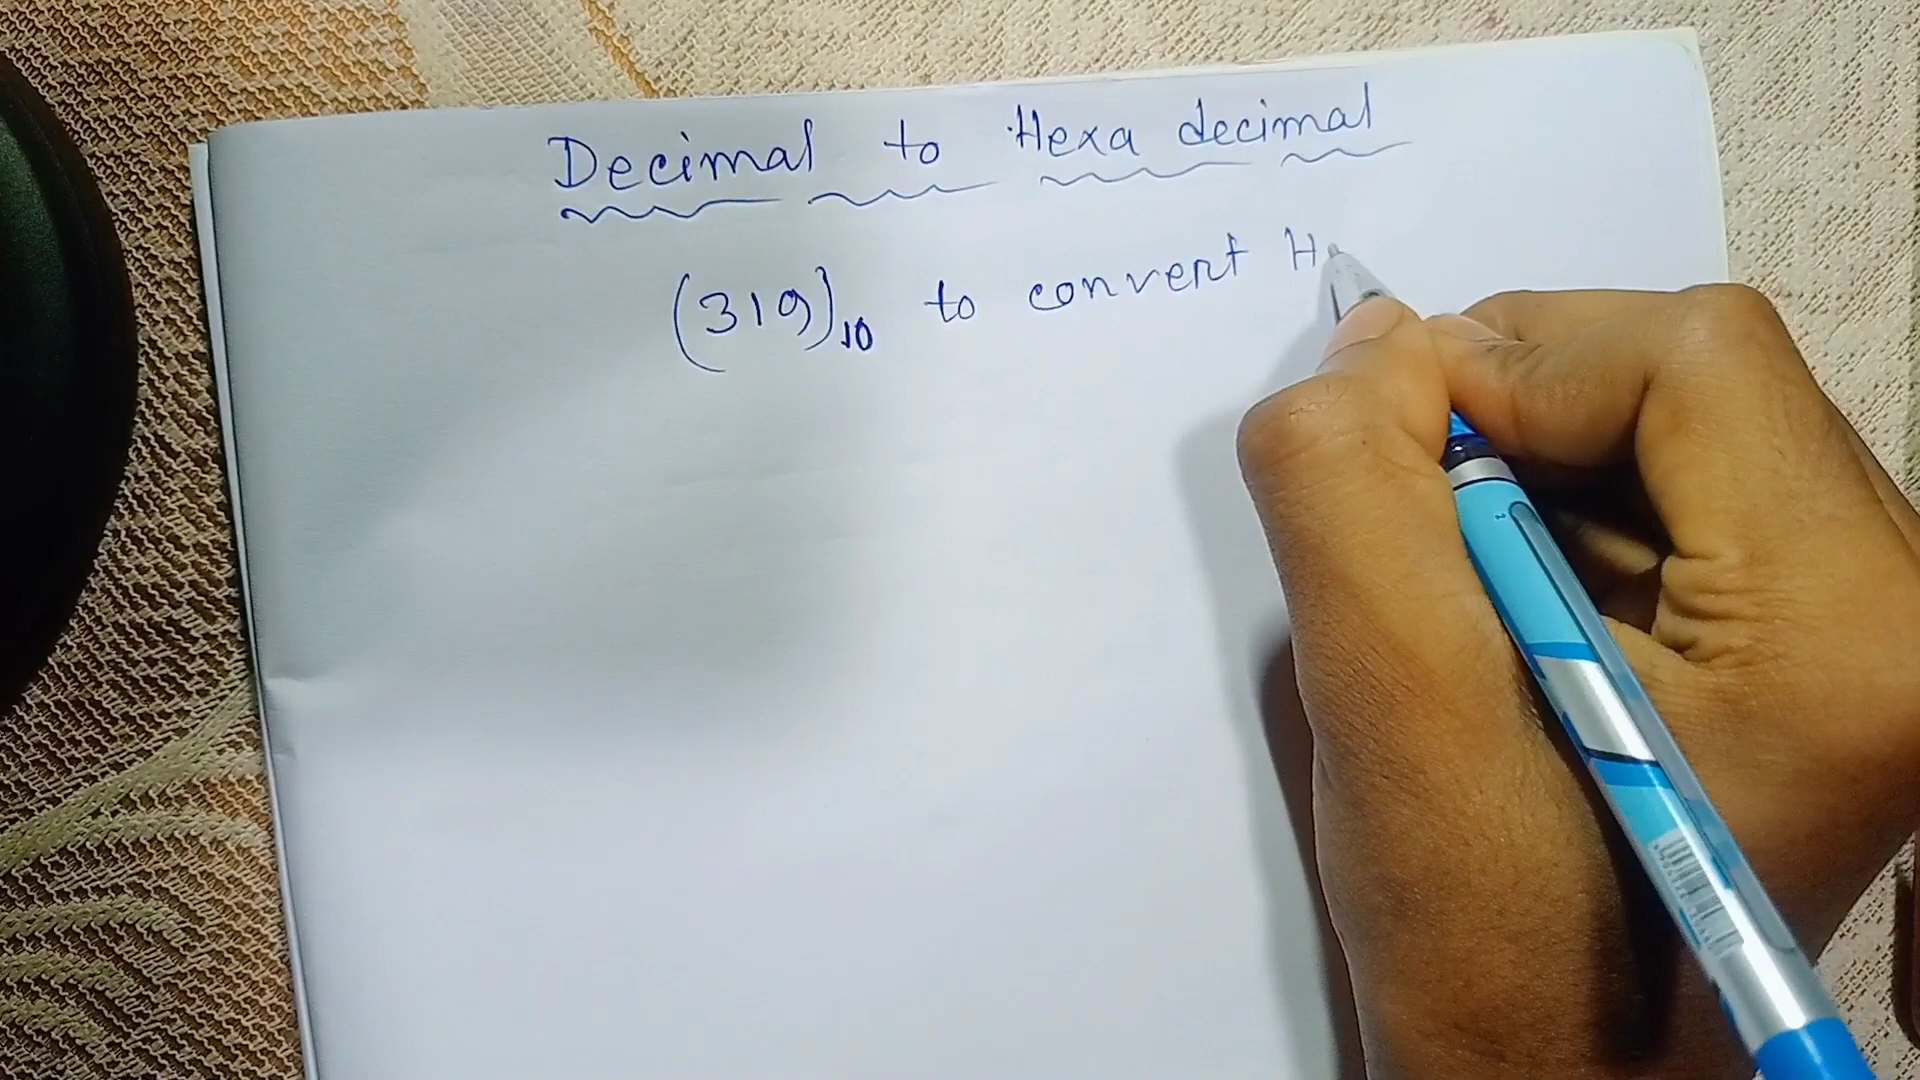 Decimal to Hexa decimal
(319)10 to convert H